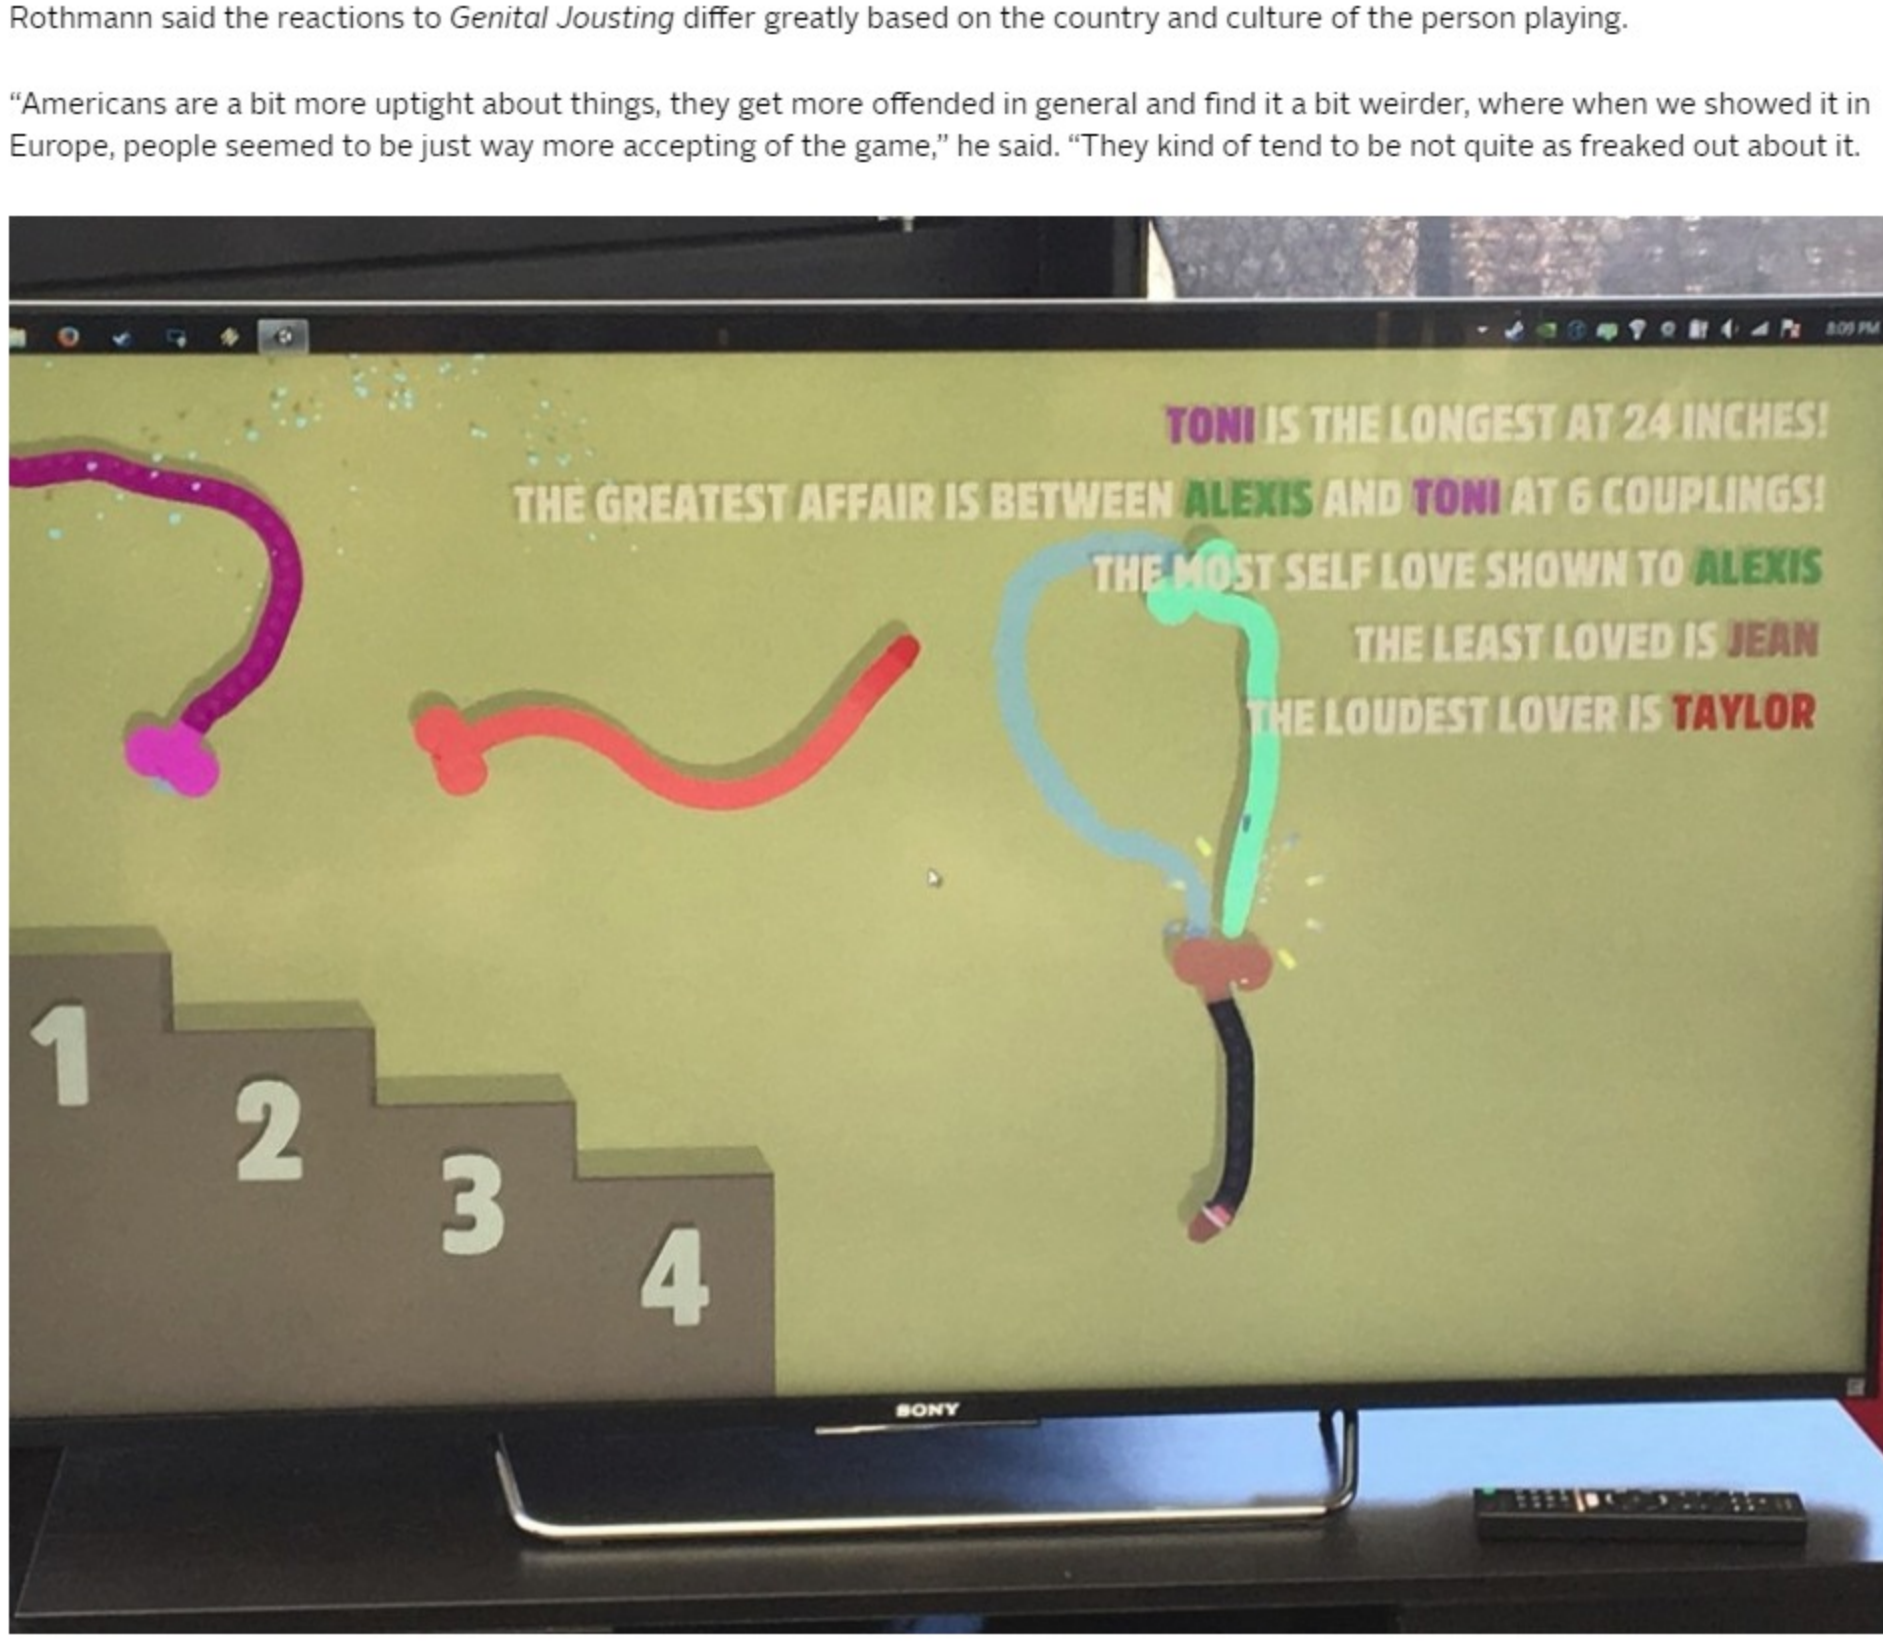 Rothmann said the reactions to Genital Jousting differ greatly based on the country and culture of the person playing.
“Americans are a bit more uptight about things, they get more offended in general and find it a bit weirder, where when we showed it in
Europe, people seemed to be just way more accepting of the game,” he said. “They kind of tend to be not quite as freaked out about it.
8:09 PM
TONI IS THE LONGEST AT 24 INCHES!
THE GREATEST AFFAIR IS BETWEEN ALEXIS AND TONI AT 6 COUPLINGS!
THE MOST SELF LOVE SHOWN TO ALEXIS
THE LEAST LOVED IS JEAN
THE LOUDEST LOVER IS TAYLOR
1
2
3
4
SONY